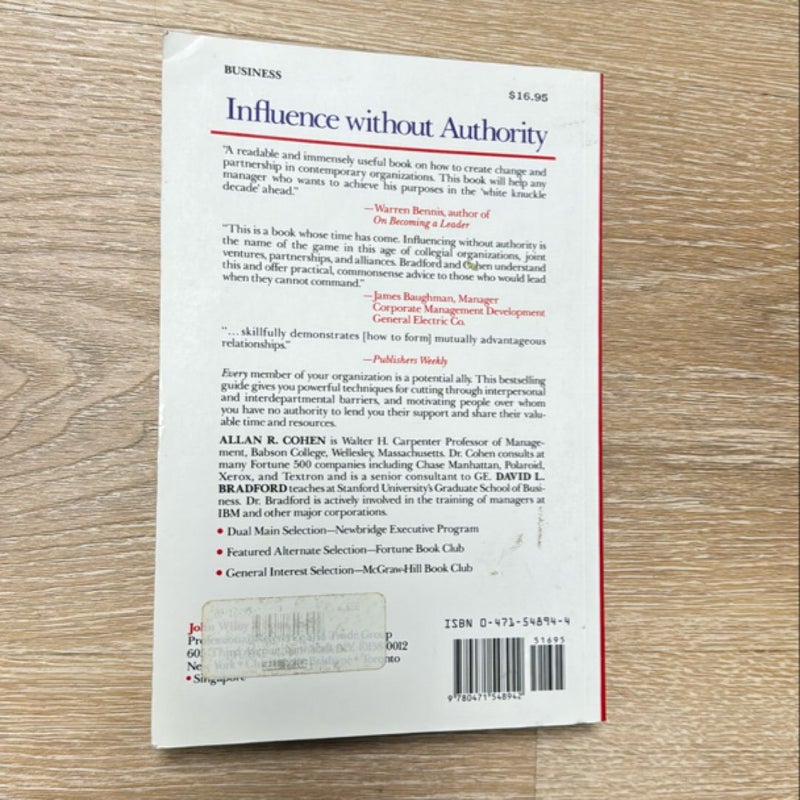 BUSINESS
$16.95
Influence without Authority
"A readable and immensely useful book on how to create change and
partnership in contemporary organizations. This book will help any
manager who wants to achieve his purposes in the 'white knuckle
decade' ahead."
—Warren Bennis, author of
On Becoming a Leader
"This is a book whose time has come. Influencing without authority is
the name of the game in this age of collegial organizations, joint
ventures, partnerships, and alliances. Bradford and Cohen understand
this and offer practical, commonsense advice to those who would lead
when they cannot command."
—James Baughman, Manager
Corporate Management Development
General Electric Co.
"... skillfully demonstrates [how to form] mutually advantageous
relationships."
—Publishers Weekly
Every member of your organization is a potential ally. This bestselling
guide gives you powerful techniques for cutting through interpersonal
and interdepartmental barriers, and motivating people over whom
you have no authority to lend you their support and share their valu-
able time and resources.
ALLAN R. COHEN is Walter H. Carpenter Professor of Manage-
ment, Babson College, Wellesley, Massachusetts. Dr. Cohen consults at
many Fortune 500 companies including Chase Manhattan, Polaroid,
Xerox, and Textron and is a senior consultant to GE. DAVID L.
BRADFORD teaches at Stanford University's Graduate School of Busi-
ness. Dr. Bradford is actively involved in the training of managers at
IBM and other major corporations.
• Dual Main Selection—Newbridge Executive Program
• Featured Alternate Selection—Fortune Book Club
• General Interest Selection—McGraw-Hill Book Club
John Wiley
Trade Group
Third Avenue, New York
York • Brisbane • Toronto
• Singapore
ISBN 0-471-54894-4
51695
9 780471 548942